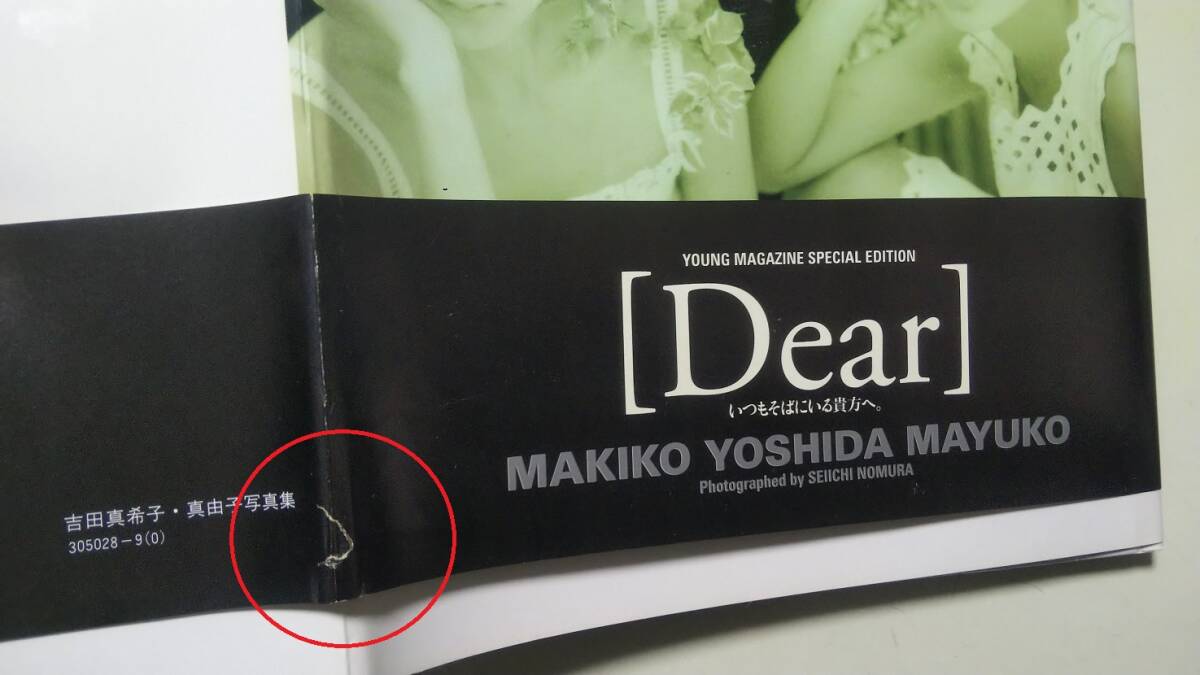 YOUNG MAGAZINE SPECIAL EDITION
[Dear]
いつもそばにいる貴方へ。
MAKIKO YOSHIDA MAYUKO
Photographed by SEIICHI NOMURA
吉田真希子・真由子写真集
305028-9(0)